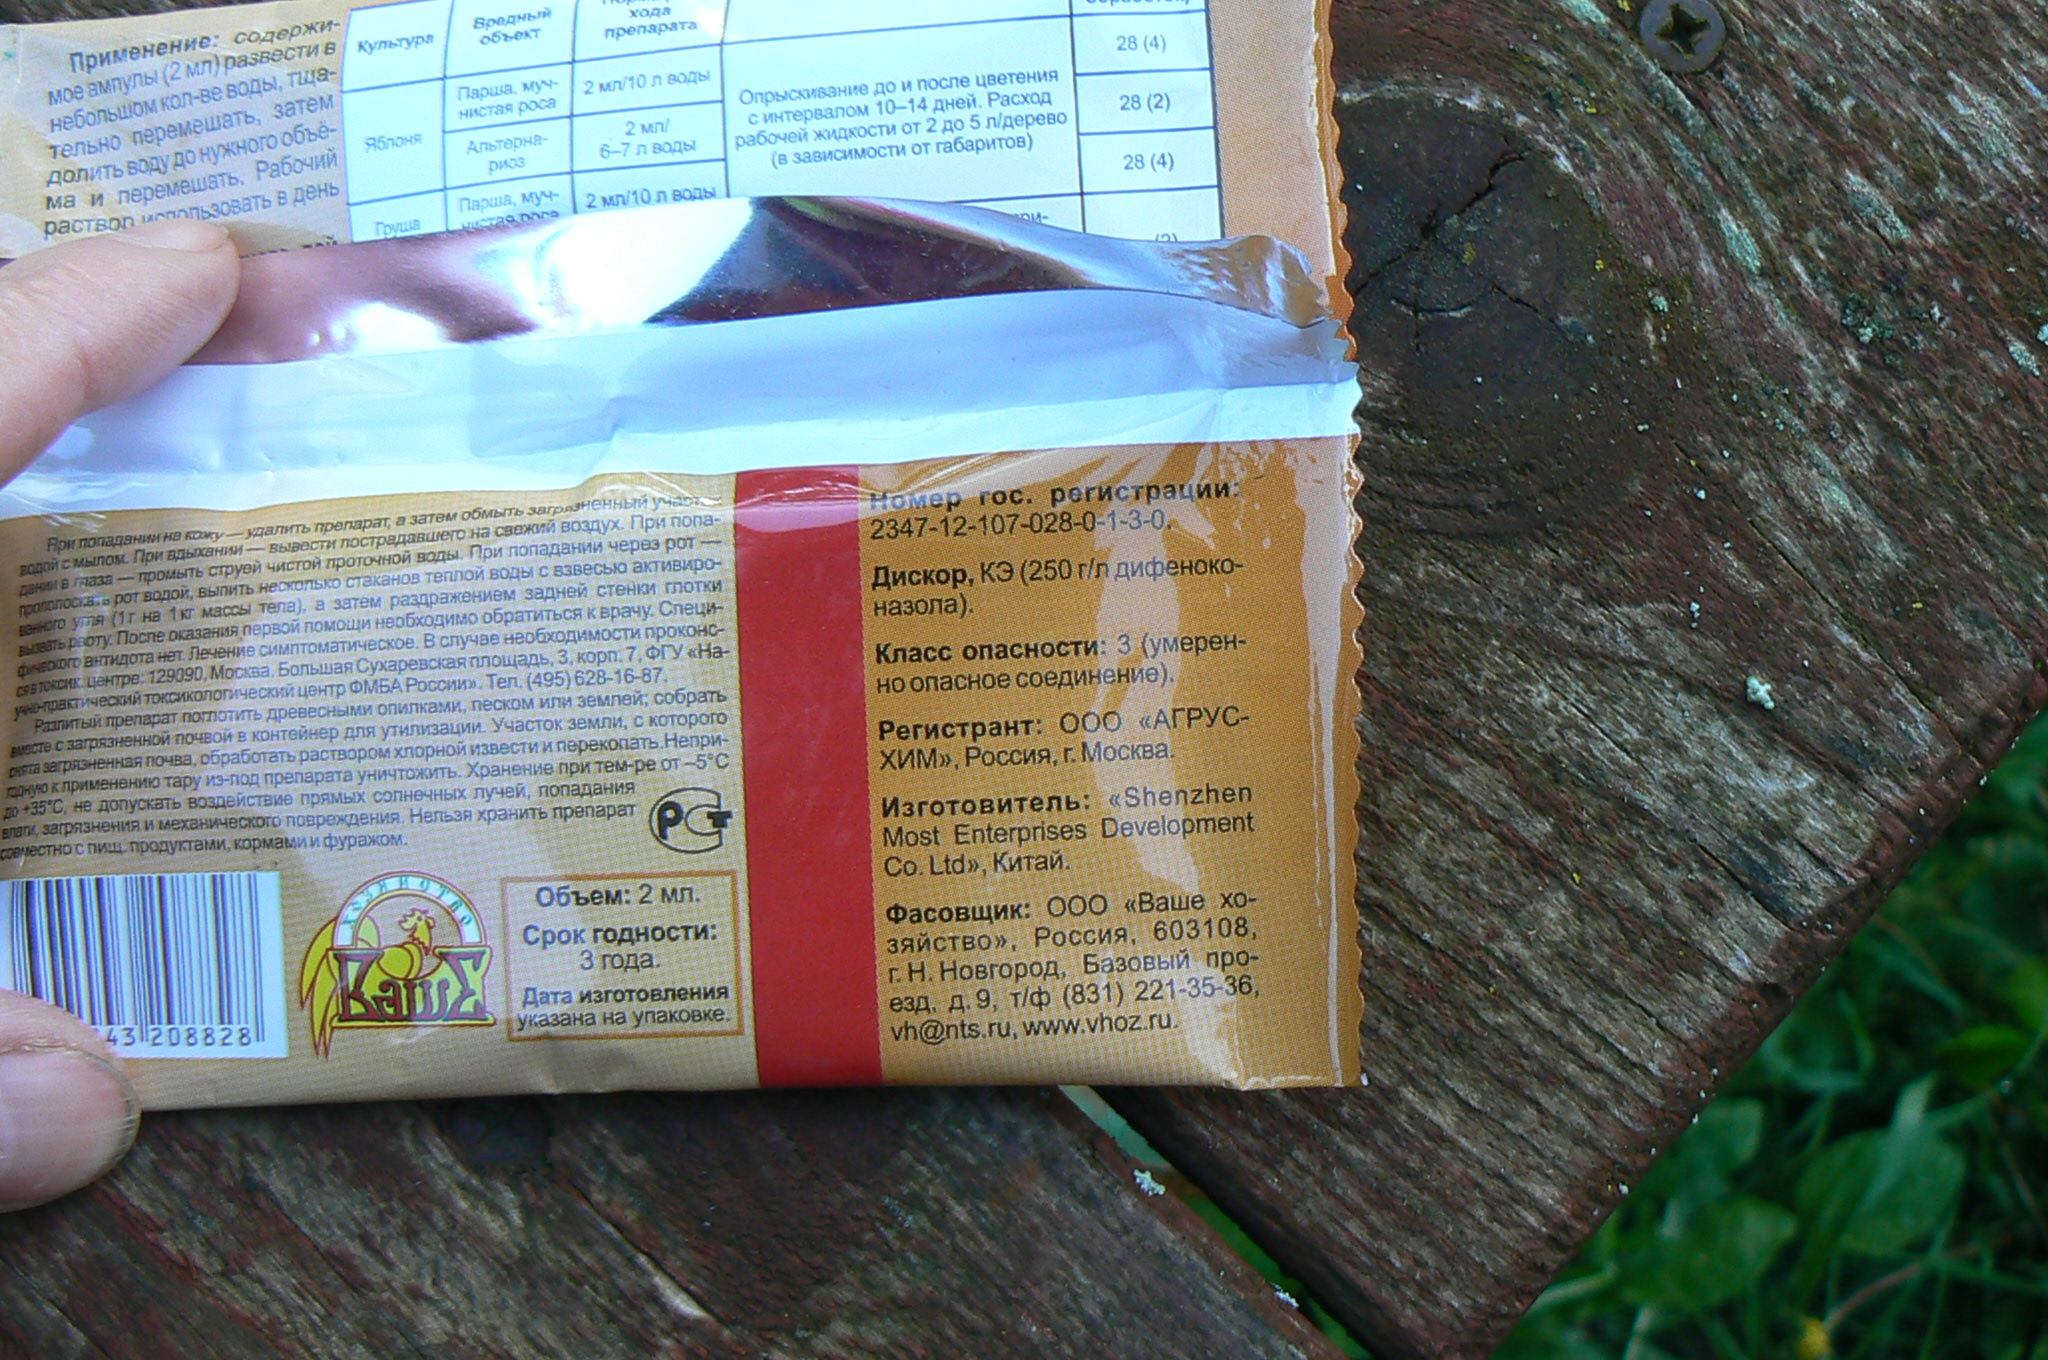 Применение: содержи-
мое ампулы (2 мл) развести в
небольшом кол-ве воды, тща-
тельно перемешать, затем
долить воду до нужного объё-
ма и перемешать. Рабочий
раствор использовать в день
Культура
Вредный
объект
хода
препарата
Яблоня
Парша, муч-
нистая роса
2 мл/10 л воды
Альтерна-
риоз
2 мл/
6–7 л воды
Груша
Парша, муч-
нистая роса
2 мл/10 л воды
Опрыскивание до и после цветения
с интервалом 10–14 дней. Расход
рабочей жидкости от 2 до 5 л/дерево
(в зависимости от габаритов)
28 (4)
28 (2)
28 (4)
При попадании на кожу — удалить препарат, а затем обмыть загрязненный
водой с мылом. При вдыхании — вывести пострадавшего на свежий воздух. При попа-
дании в глаза — промыть струей чистой проточной воды. При попадании через рот —
прополоскать рот водой, выпить несколько стаканов теплой воды с взвесью активиро-
ванного угля (1г на 1кг массы тела), а затем раздражением задней стенки глотки
вызвать рвоту. После оказания первой помощи необходимо обратиться к врачу. Специ-
фического антидота нет. Лечение симптоматическое. В случае необходимости проконс-
ся в токсик. центре: 129090, Москва, Большая Сухаревская площадь, 3, корп. 7, ФГУ «На-
учно-практический токсикологический центр ФМБА России». Тел. (495) 628-16-87.
Разлитый препарат поглотить древесными опилками, песком или землей; собрать
вместе с загрязненной почвой в контейнер для утилизации. Участок земли, с которого
снята загрязненная почва, обработать раствором хлорной извести и перекопать. Непри-
годную к применению тару из-под препарата уничтожить. Хранение при тем-ре от –5°С
до +35°С, не допускать воздействие прямых солнечных лучей, попадания
влаги, загрязнения и механического повреждения. Нельзя хранить препарат
совместно с пищ. продуктами, кормами и фуражом.
РСТ
43 208828
ХОЗЯЙСТВО
ВАШЕ
Объем: 2 мл.
Срок годности:
3 года.
Дата изготовления
указана на упаковке.
Номер гос. регистрации:
2347-12-107-028-0-1-3-0.
Дискор, КЭ (250 г/л дифеноко-
назола).
Класс опасности: 3 (умерен-
но опасное соединение).
Регистрант: ООО «АГРУС-
ХИМ», Россия, г. Москва.
Изготовитель: «Shenzhen
Most Enterprises Development
Co. Ltd», Китай.
Фасовщик: ООО «Ваше хо-
зяйство», Россия, 603108,
г. Н. Новгород, Базовый про-
езд, д. 9, т/ф (831) 221-35-36,
vh@nts.ru, www.vhoz.ru.